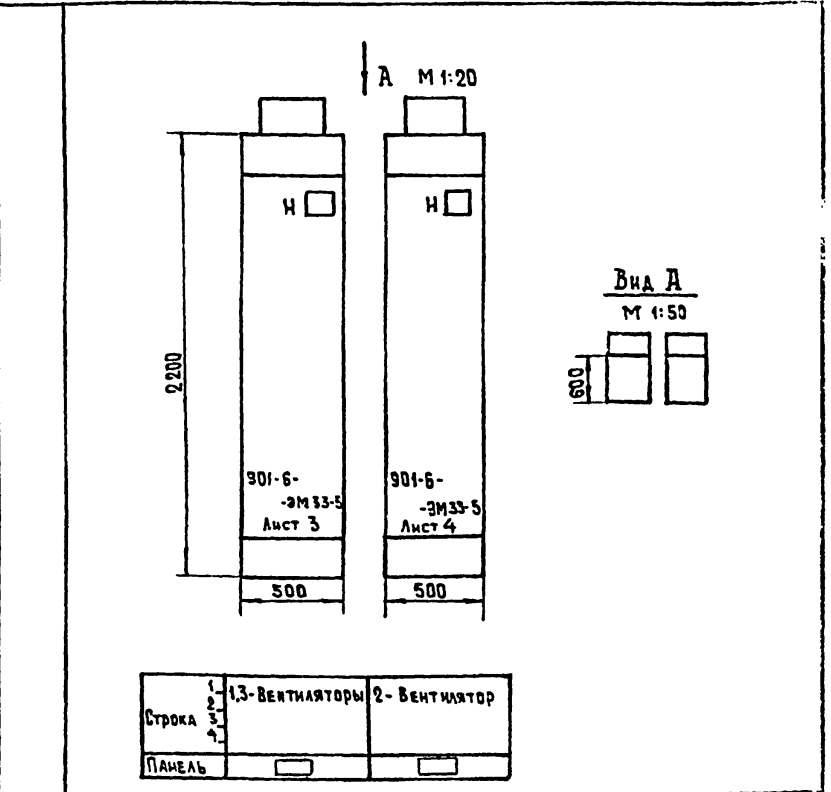 А М 1:20
Н
Н
Вид А
М 1:50
2200
600
901-6-
-ЭМ33-5
Лист 3
901-6-
-ЭМ33-5
Лист 4
500
500
Строка
1
2
3
4
1,3-Вентиляторы
2- Вентилятор
Панель